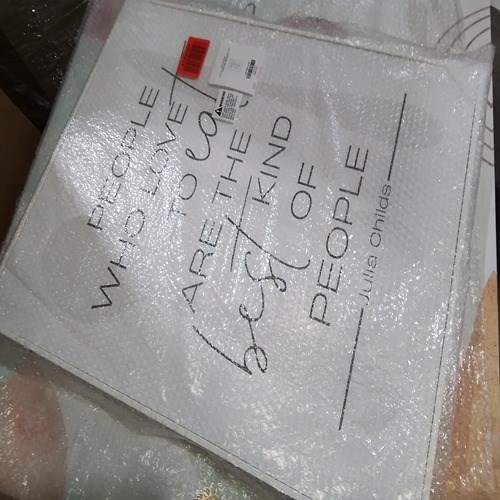 PEOPLE
WHO LOVE
TO eat
ARE THE
best KIND
OF
PEOPLE
Julia Childs